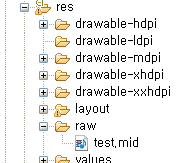 res
drawable-hdpi
drawable-ldpi
drawable-mdpi
drawable-xhdpi
drawable-xxhdpi
layout
raw
test,mid
values